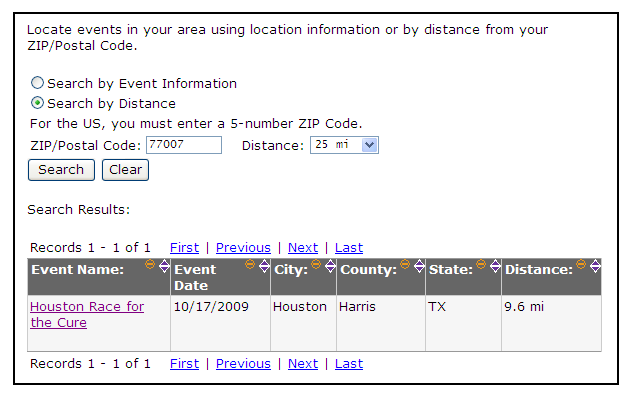 Locate events in your area using location information or by distance from your
ZIP/Postal Code.
Search by Event Information
Search by Distance
For the US, you must enter a 5-number ZIP Code.
ZIP/Postal Code: 77007 Distance: 25 mi
Search Clear
Search Results:
Records 1 - 1 of 1 First | Previous | Next | Last
Event Name: Event Date City: County: State: Distance:
Houston Race for the Cure 10/17/2009 Houston Harris TX 9.6 mi
Records 1 - 1 of 1 First | Previous | Next | Last